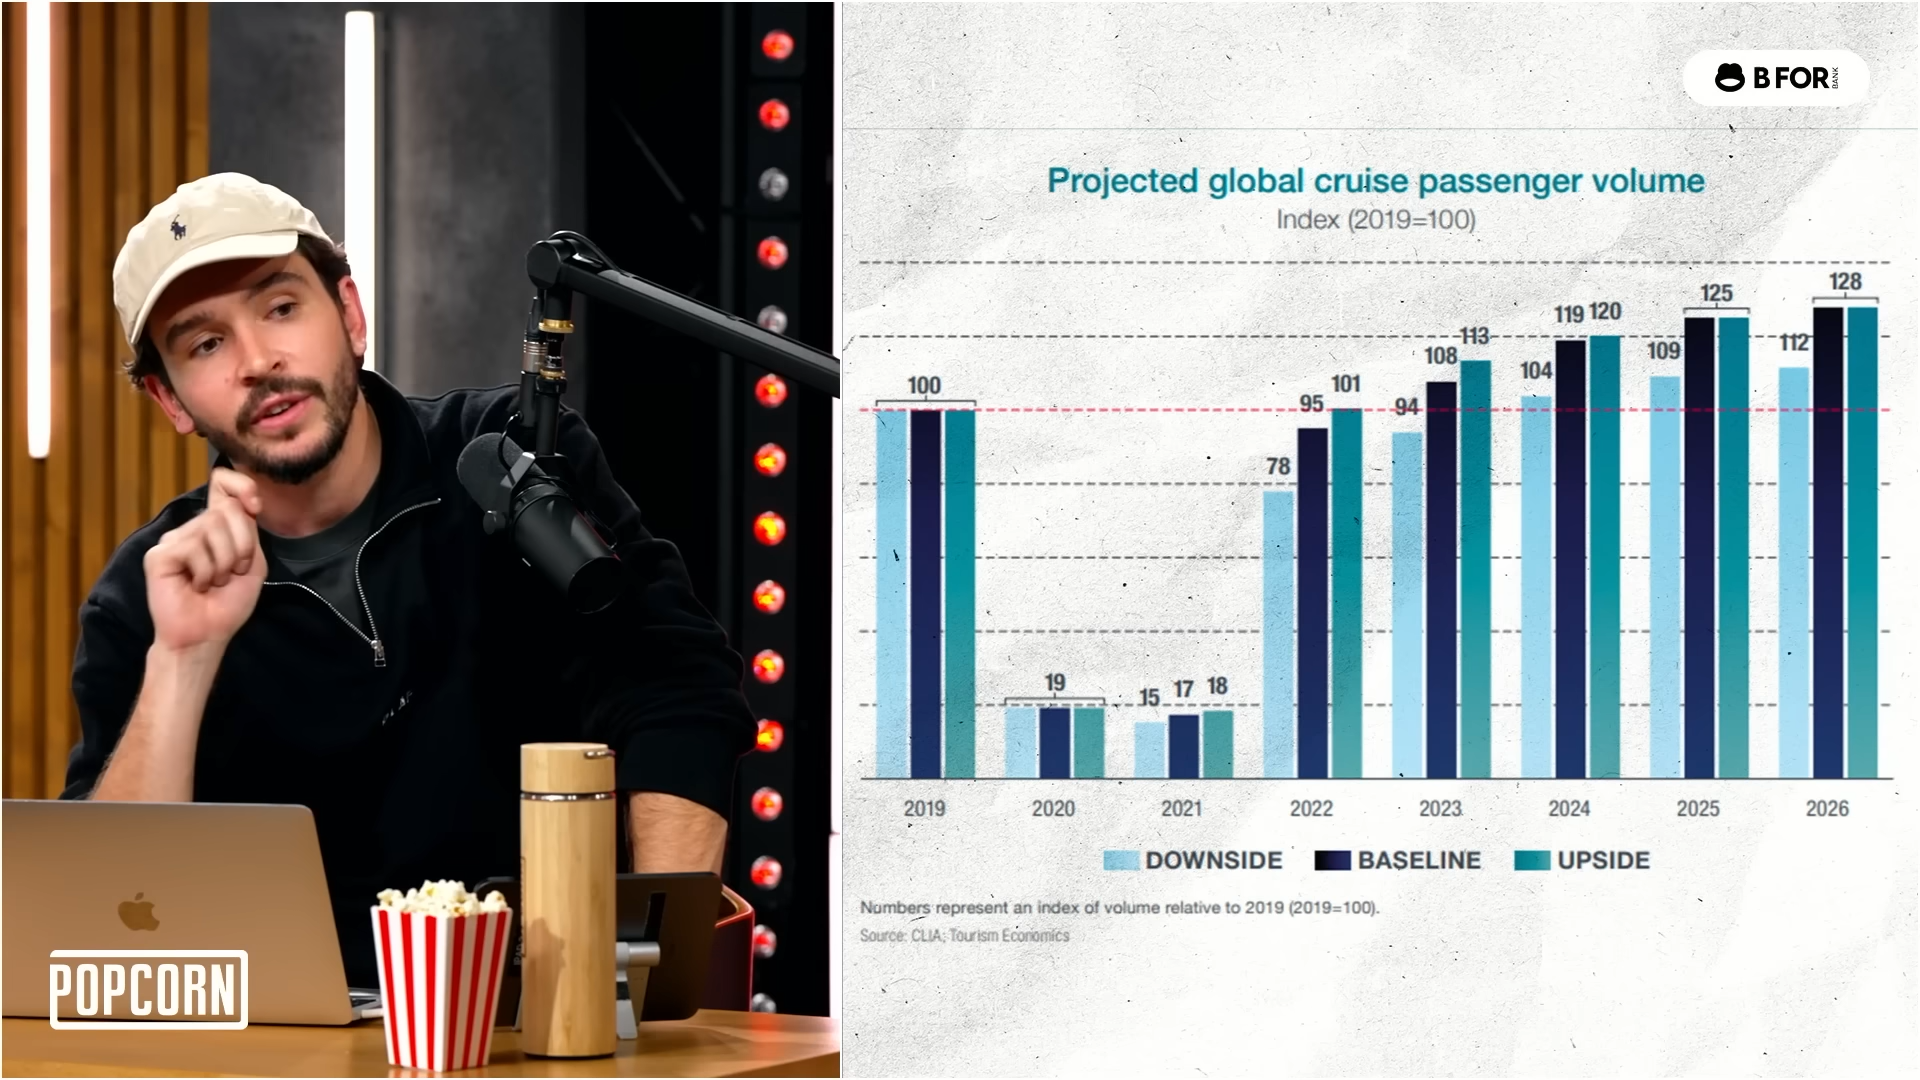 POPCORN
B FOR
BANK
Projected global cruise passenger volume
Index (2019=100)
100
19
15 17 18
78 95 101
94 108 113
104 119 120
109 125
112 128
2019 2020 2021 2022 2023 2024 2025 2026
DOWNSIDE BASELINE UPSIDE
Numbers represent an index of volume relative to 2019 (2019=100).
Source: CLIA; Tourism Economics